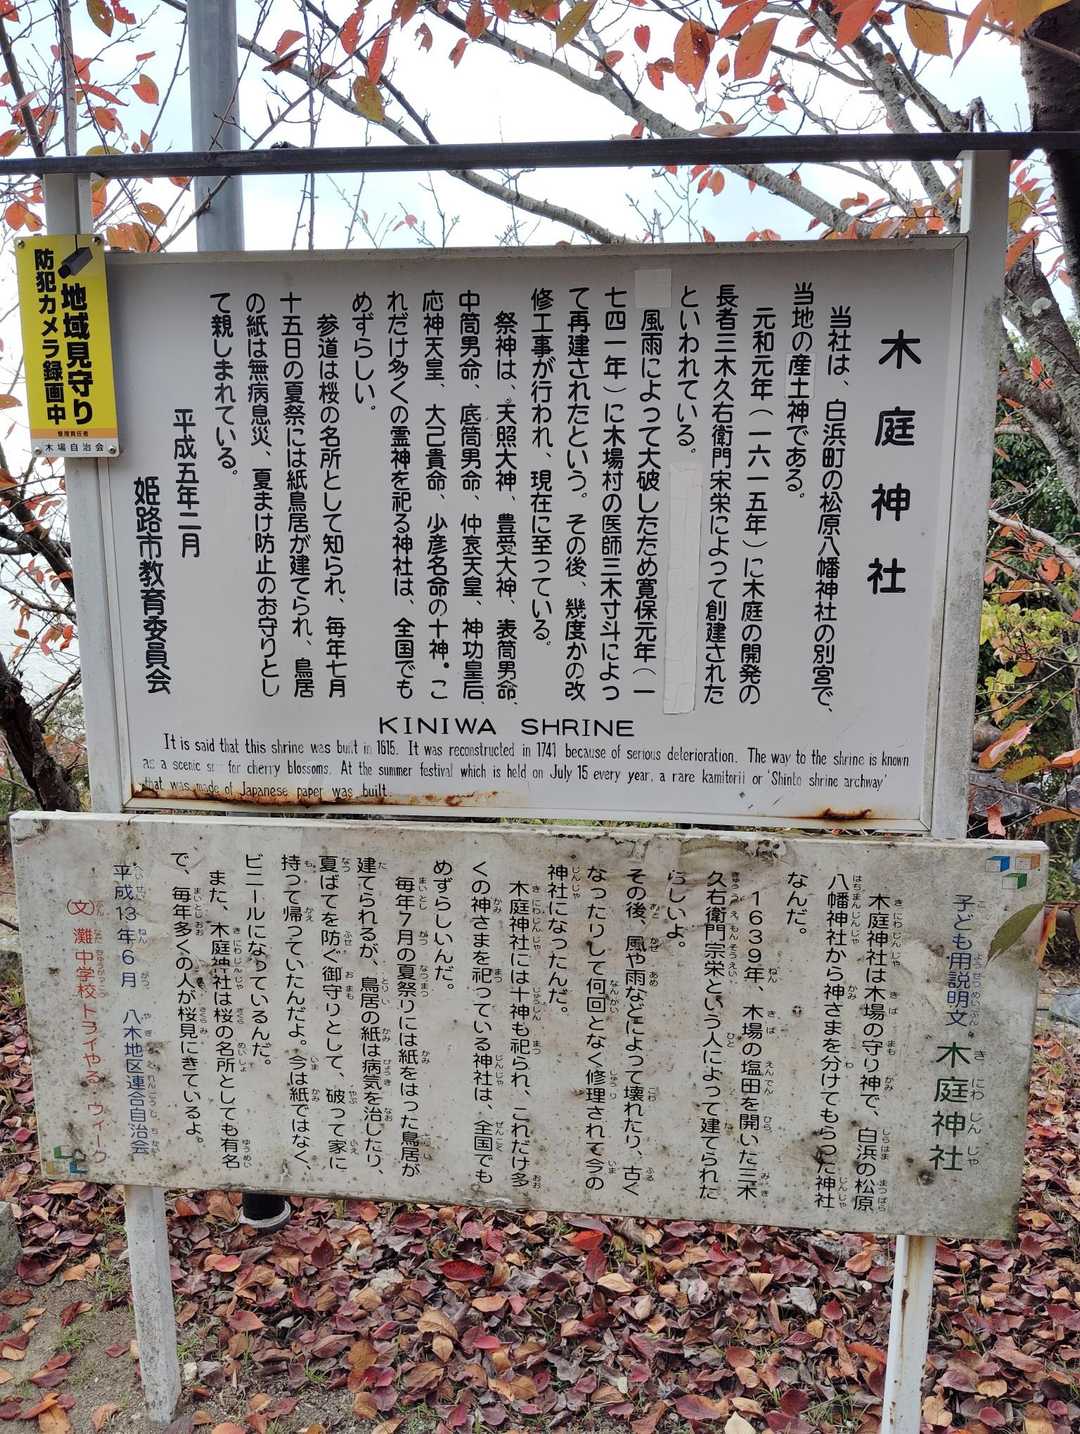 木庭神社
当社は、白浜町の松原八幡神社の別宮で、
当地の産土神である。
元和元年（一六一五年）に木庭の開発の
長者三木久右衛門宋栄によって創建された
といわれている。
風雨によって大破したため寛保元年（一
七四一年）に木場村の医師三木寸斗によっ
て再建されたという。その後、幾度かの改
修工事が行われ、現在に至っている。
祭神は、天照大神、豊受大神、表筒男命、
中筒男命、底筒男命、仲哀天皇、神功皇后、
応神天皇、大己貴命、少彦名命の十神。こ
れだけ多くの霊神を祀る神社は、全国でも
めずらしい。
参道は桜の名所として知られ、毎年七月
十五日の夏祭には紙鳥居が建てられ、鳥居
の紙は無病息災、夏まけ防止のお守りとし
て親しまれている。
平成五年二月
姫路市教育委員会
KINIWA SHRINE
It is said that this shrine was built in 1615. It was reconstructed in 1741 because of serious deterioration. The way to the shrine is known
as a scenic for cherry blossoms. At the summer festival which is held on July 15 every year, a rare kamitorii or 'Shinto shrine archway'
that was made of Japanese paper was built.
地域見守り
防犯カメラ録画中
管理責任者
木場自治会
子ども用説明文 木庭神社
木庭神社は木場の守り神で、白浜の松原
八幡神社から神さまを分けてもらった神社
なんだ。
1639年、木場の塩田を開いた三木
久右衛門宗栄という人によって建てられた
らしいよ。
その後、風や雨などによって壊れたり、古く
なったりして何回となく修理されて今の
神社になったんだ。
木庭神社には十神も祀られ、これだけ多
くの神さまを祀っている神社は、全国でも
めずらしいんだ。
毎年7月の夏祭りには紙をはった鳥居が
建てられるが、鳥居の紙は病気を治したり、
夏ばてを防ぐ御守りとして、破って家に
持って帰っていたんだよ。今は紙ではなく、
ビニールになっているんだ。
また、木庭神社は桜の名所としても有名
で、毎年多くの人が桜見にきているよ。
平成13年6月 八木地区連合自治会
（文）灘中学校トライやる・ウィーク